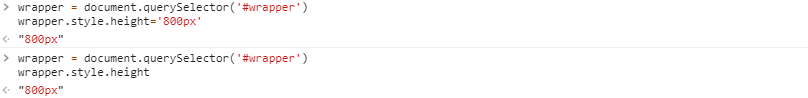 > wrapper = document.querySelector('#wrapper')
wrapper.style.height='800px'
< "800px"
> wrapper = document.querySelector('#wrapper')
wrapper.style.height
< "800px"